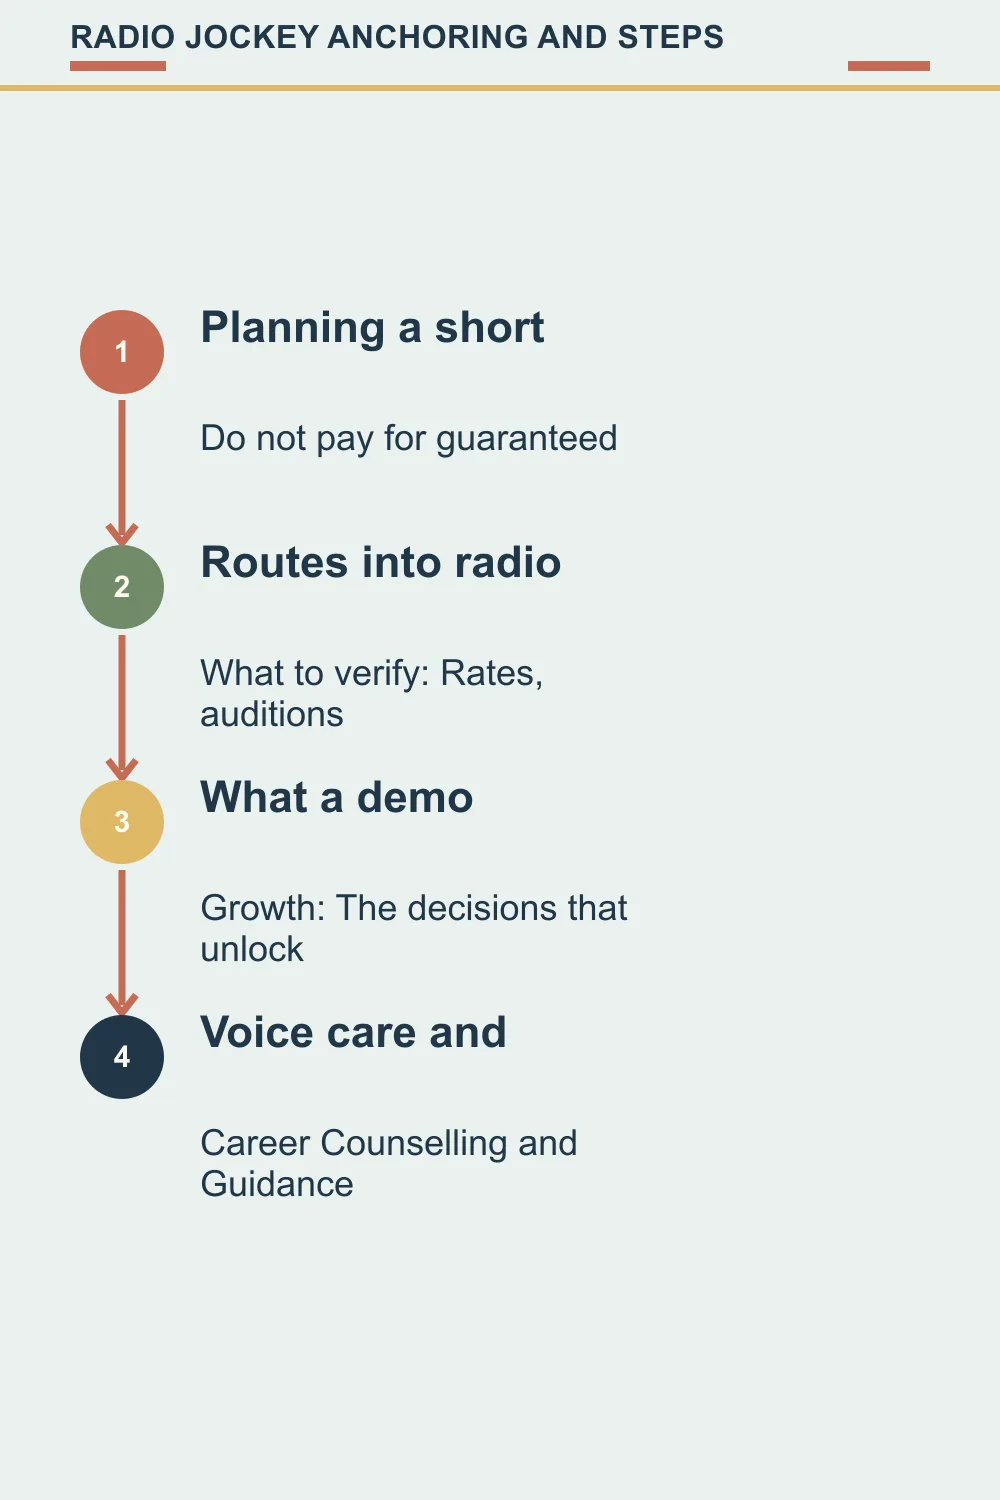 RADIO JOCKEY ANCHORING AND STEPS
1
Planning a short
Do not pay for guaranteed
2
Routes into radio
What to verify: Rates,
auditions
3
What a demo
Growth: The decisions that
unlock
4
Voice care and
Career Counselling and
Guidance